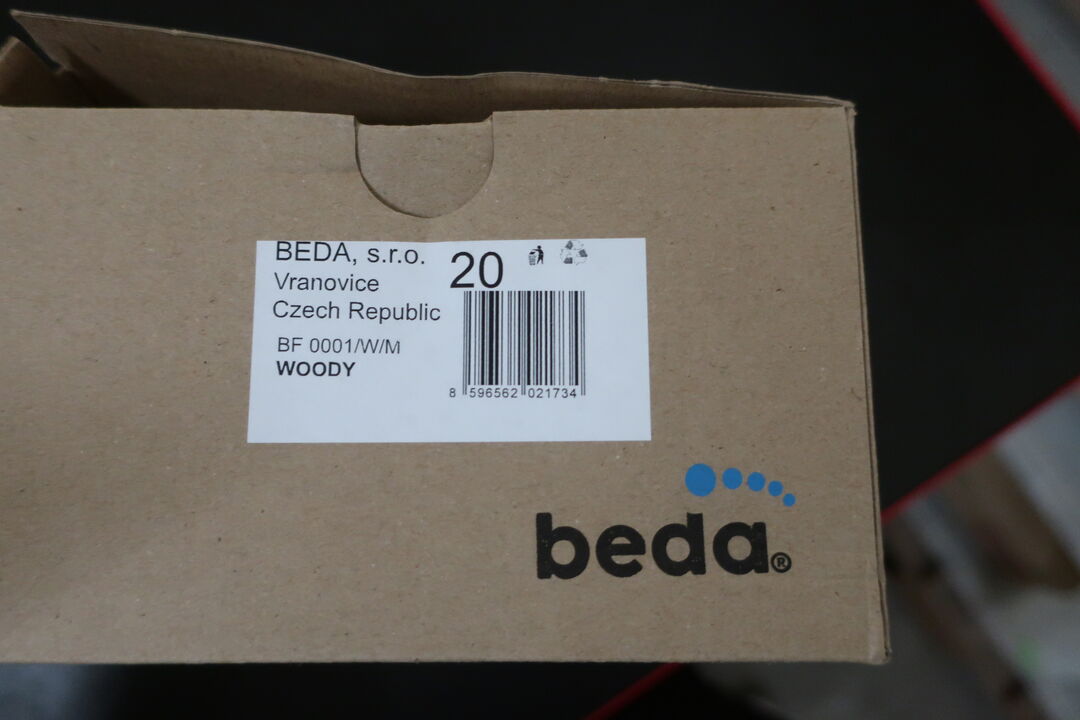 BEDA, s.r.o.
Vranovice
Czech Republic
20
BF 0001/W/M
WOODY
8 596562 021734
beda®